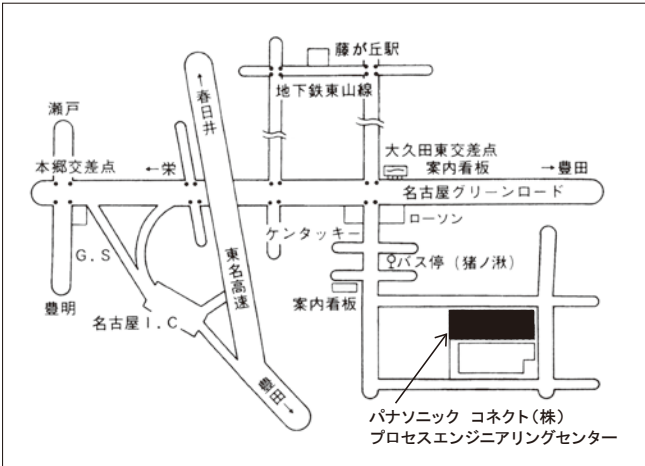 藤が丘駅
地下鉄東山線
←春日井
瀬戸
本郷交差点
←栄
大久田東交差点
案内看板
→豊田
名古屋グリーンロード
ケンタッキー
ローソン
G.S
東名高速
バス停(猪ノ湫)
豊明
名古屋I.C
案内看板
豊田→
パナソニック コネクト(株)
プロセスエンジニアリングセンター